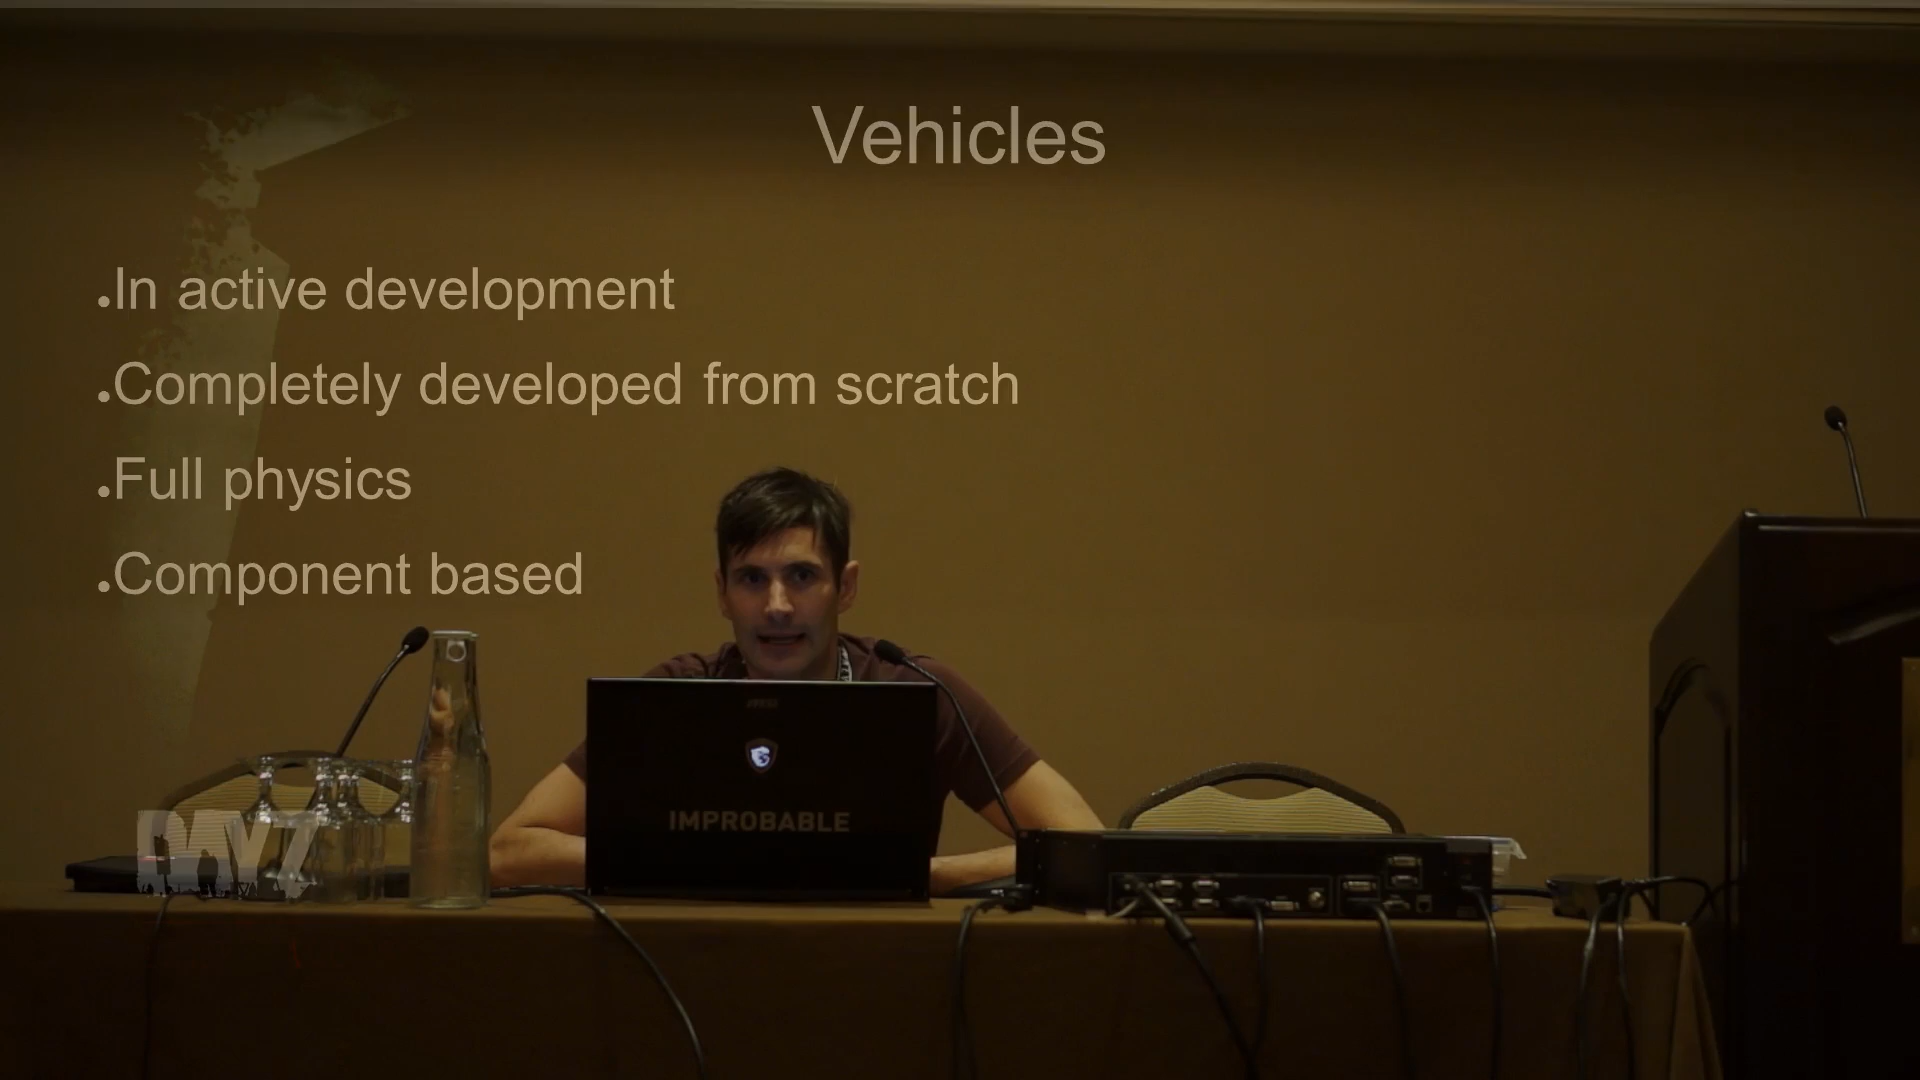 Vehicles
•In active development
•Completely developed from scratch
•Full physics
•Component based
msi
IMPROBABLE
DAYZ